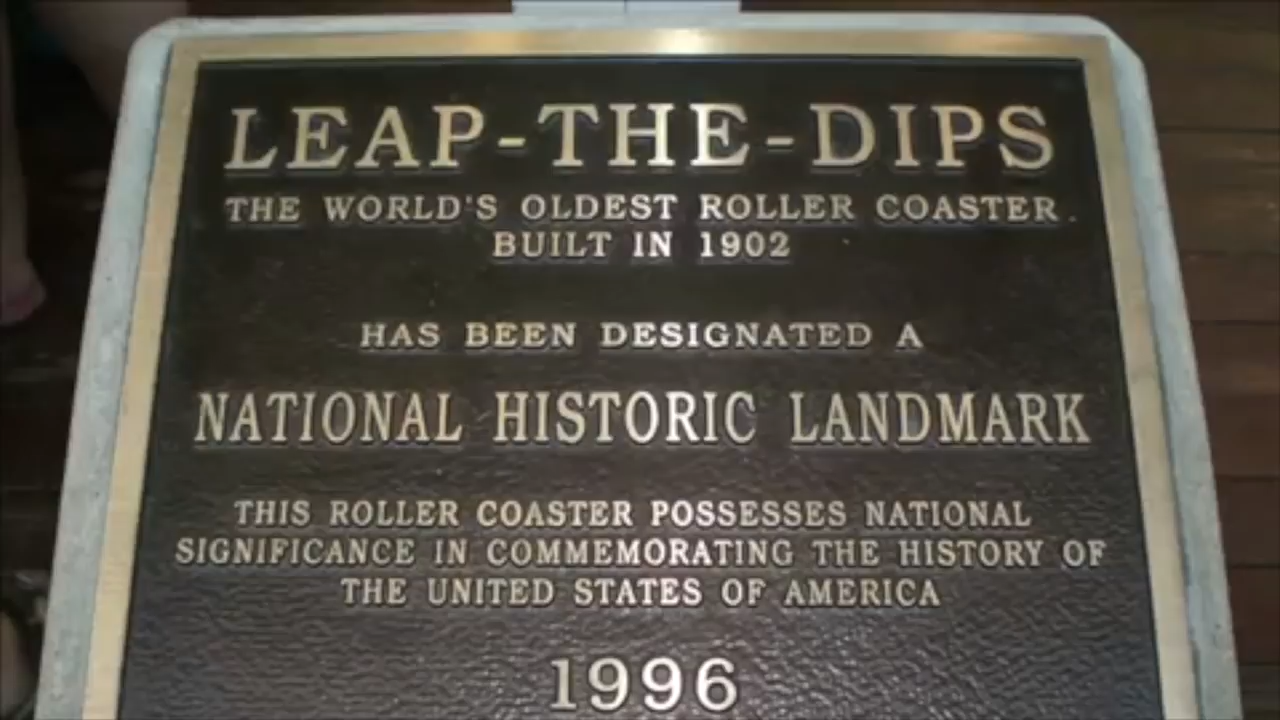 LEAP-THE-DIPS
THE WORLD'S OLDEST ROLLER COASTER.
BUILT IN 1902
HAS BEEN DESIGNATED A
NATIONAL HISTORIC LANDMARK
THIS ROLLER COASTER POSSESSES NATIONAL
SIGNIFICANCE IN COMMEMORATING THE HISTORY OF
THE UNITED STATES OF AMERICA
1996